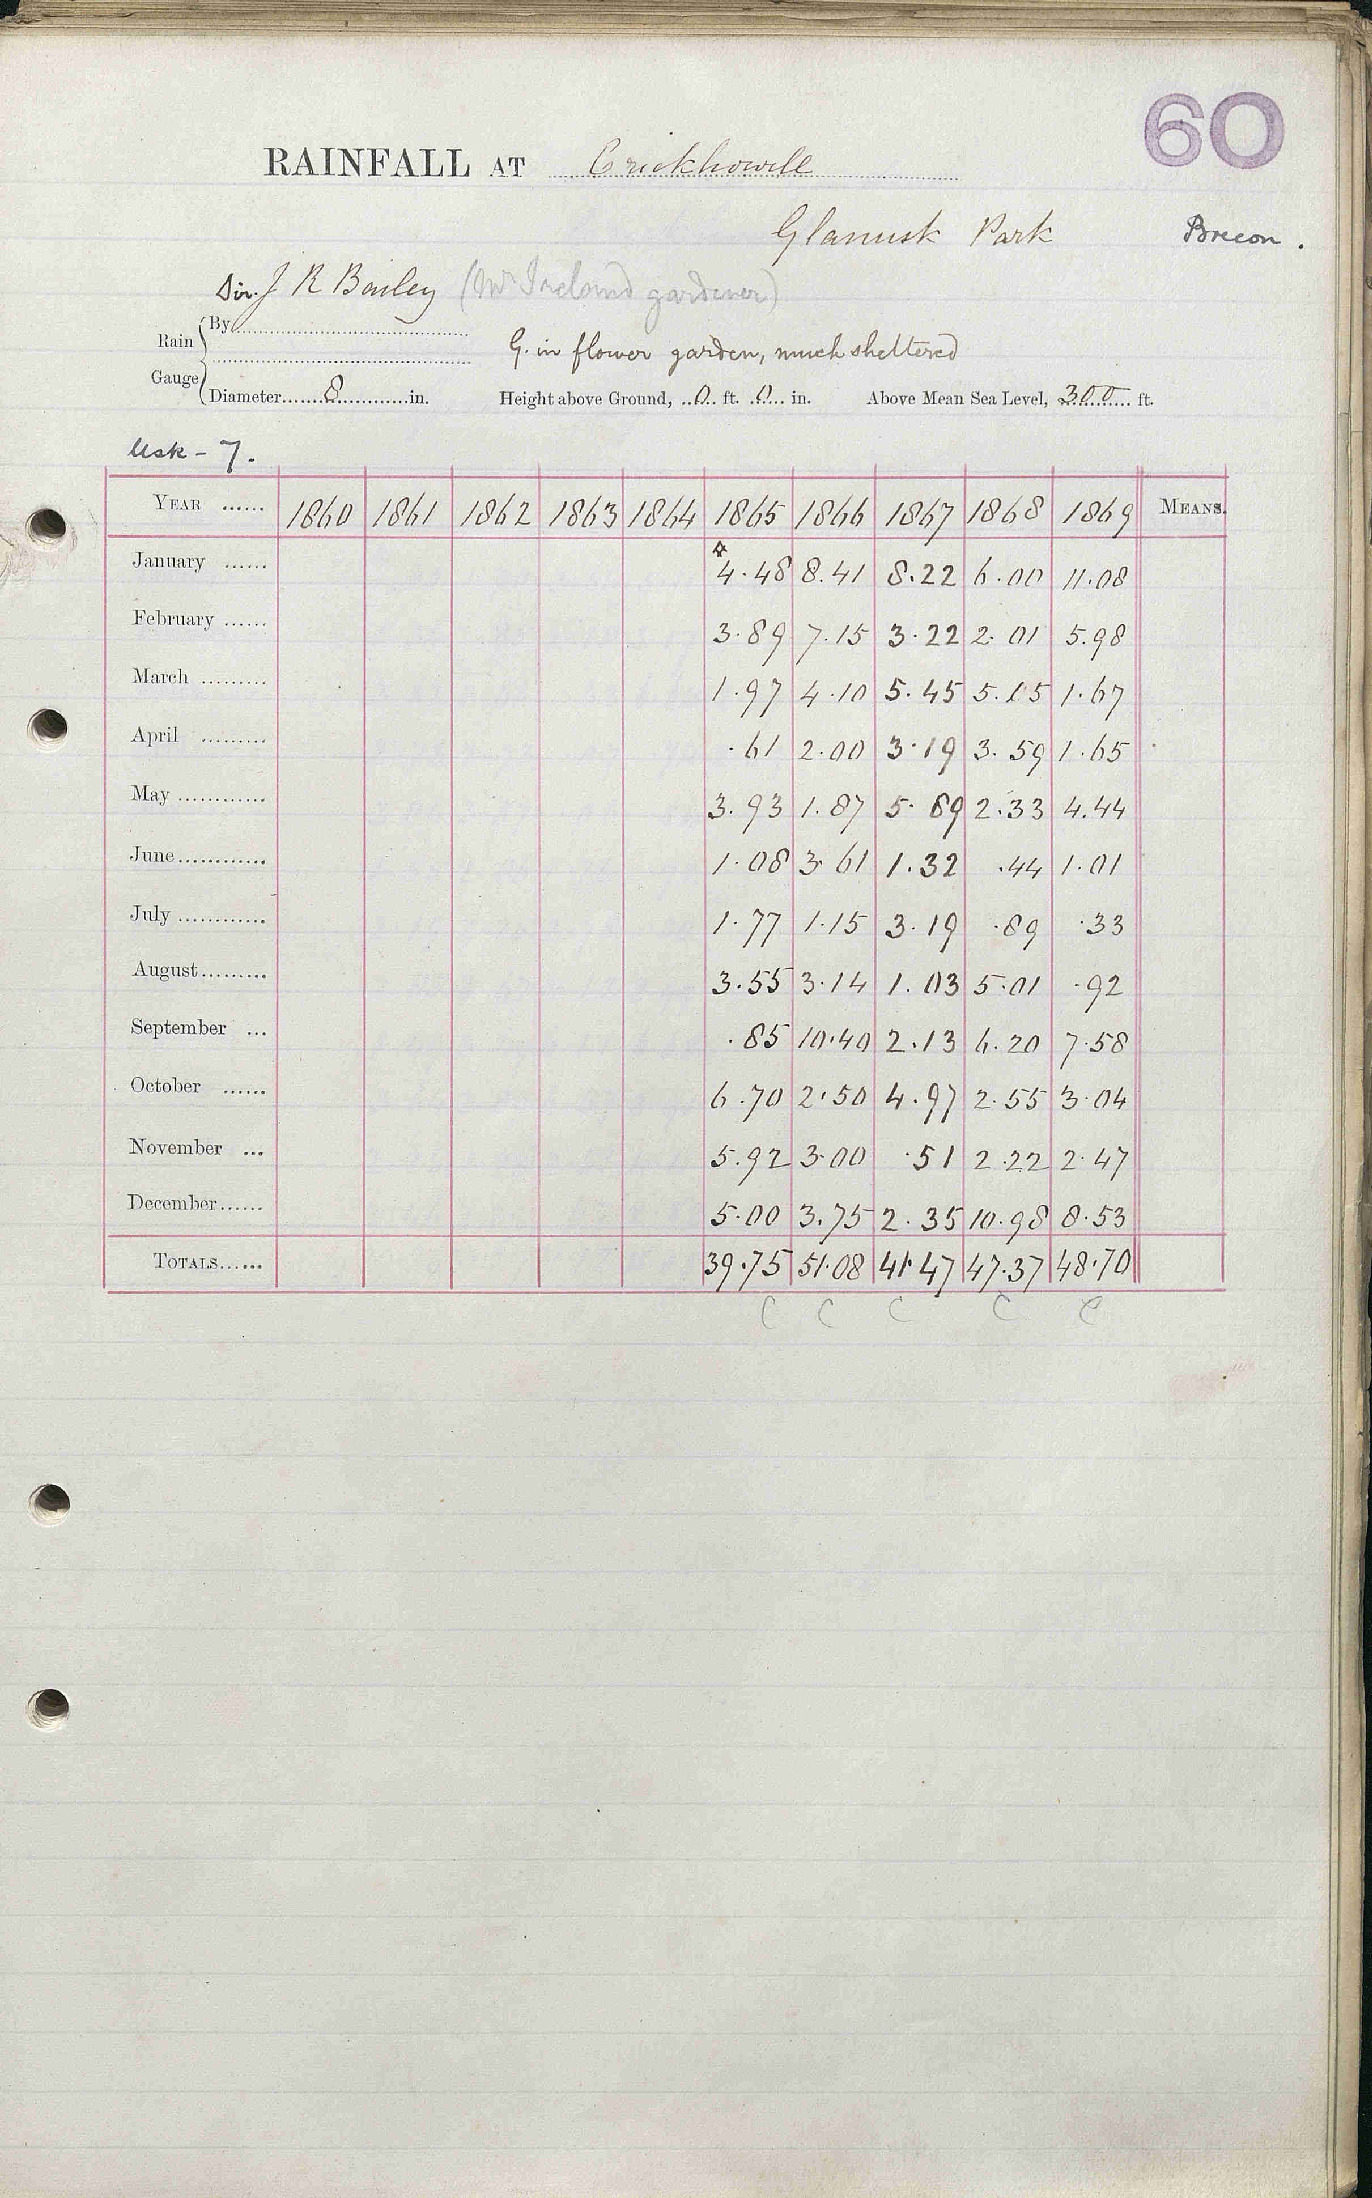 60
RAINFALL AT Crickhowell
Glanusk Park Brecon.
Sir J R Bailey (Mr Ireland gardener)
Rain Gauge
By
G. in flower garden, much sheltered
Diameter 8 in. Height above Ground, 0 ft. 0 in. Above Mean Sea Level, 300 ft.
Usk - 7.
YEAR ...... 1860 1861 1862 1863 1864 1865 1866 1867 1868 1869 MEANS.
January ...... 4.48 8.41 8.22 6.00 11.08
February ...... 3.89 7.15 3.22 2.01 5.98
March ......... 1.97 4.10 5.45 5.15 1.67
April ......... .61 2.00 3.19 3.59 1.65
May ............ 3.93 1.87 5.89 2.33 4.44
June............ 1.08 3.61 1.32 .44 1.01
July ............ 1.77 1.15 3.19 .89 .33
August......... 3.55 3.14 1.03 5.01 .92
September ... .85 10.40 2.13 6.20 7.58
October ...... 6.70 2.50 4.97 2.55 3.04
November ... 5.92 3.00 .51 2.22 2.47
December...... 5.00 3.75 2.35 10.98 8.53
TOTALS...... 39.75 51.08 41.47 47.37 48.70
C C C C C